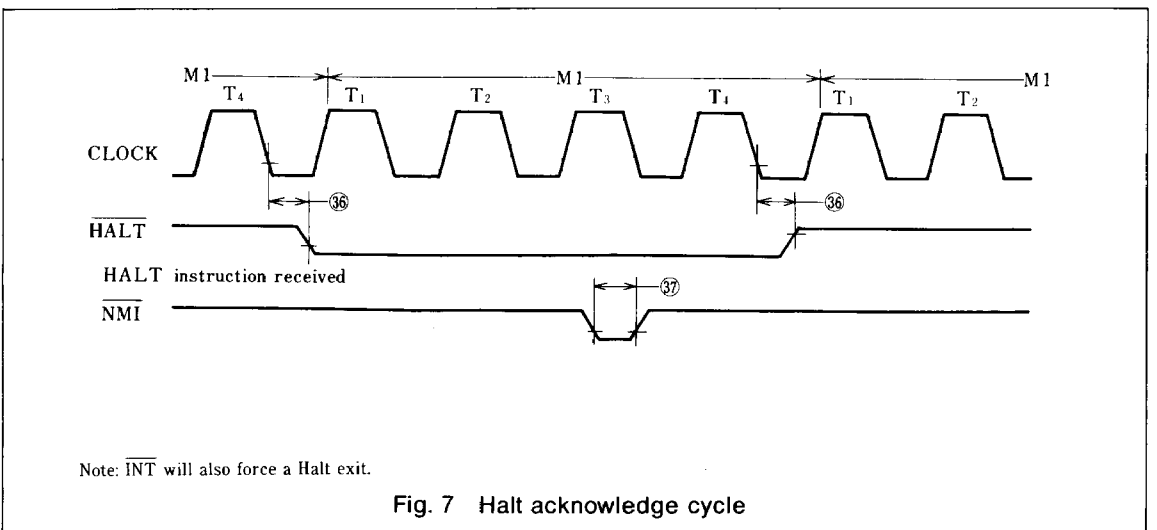 M1 M1 M1
T4 T1 T2 T3 T4 T1 T2
CLOCK
㊱ ㊱
HALT
HALT instruction received
㊲
NMI
Note: INT will also force a Halt exit.
Fig. 7 Halt acknowledge cycle